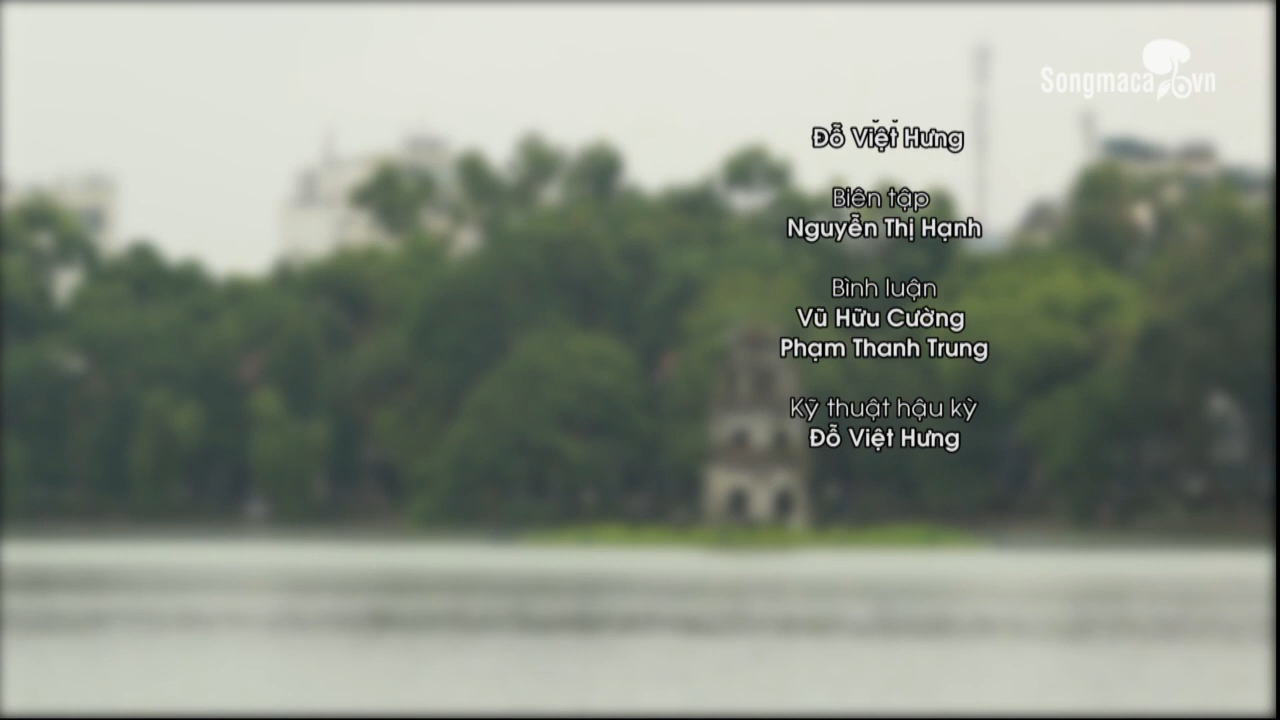 Songmaca.vn
Đỗ Việt Hưng
Biên tập
Nguyễn Thị Hạnh
Bình luận
Vũ Hữu Cường
Phạm Thanh Trung
Kỹ thuật hậu kỳ
Đỗ Việt Hưng